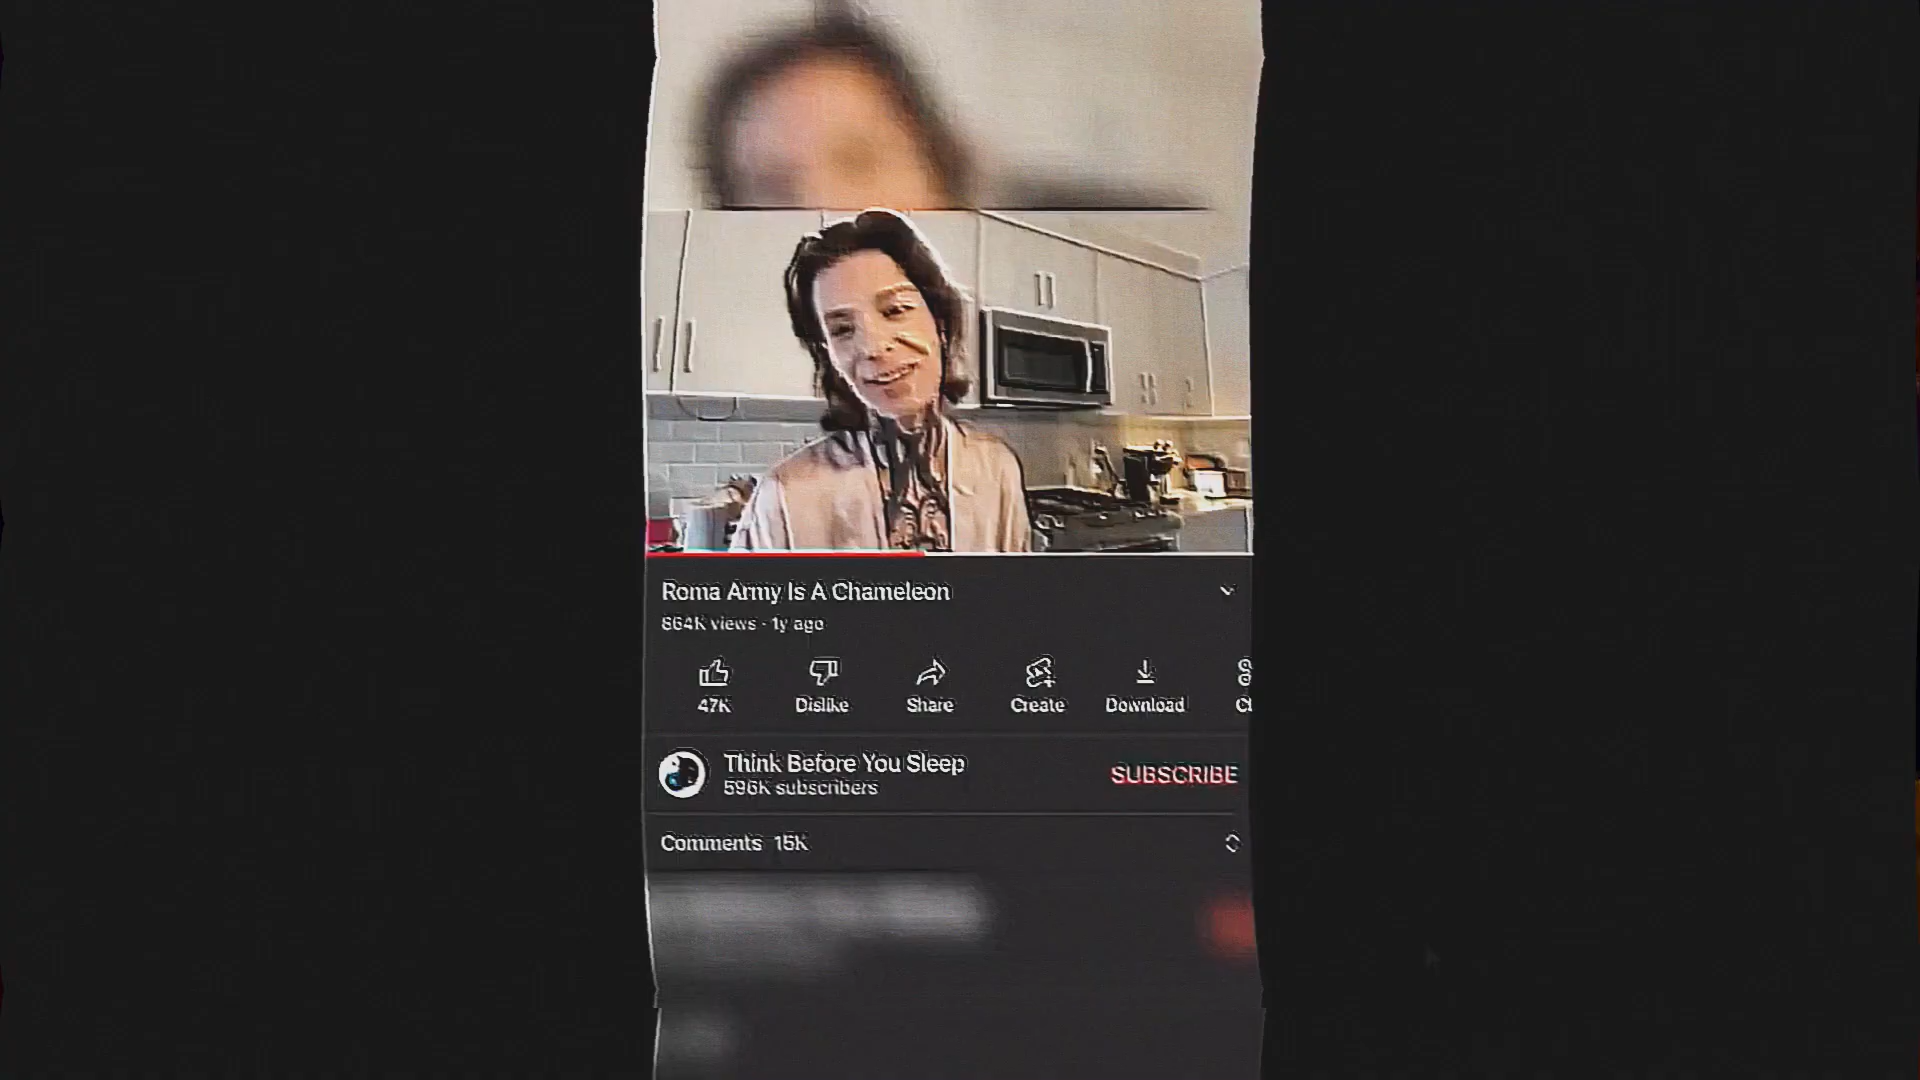 Roma Army Is A Chameleon
864K views · 1y ago
47K
Dislike
Share
Create
Download
Think Before You Sleep
596K subscribers
SUBSCRIBE
Comments 15K